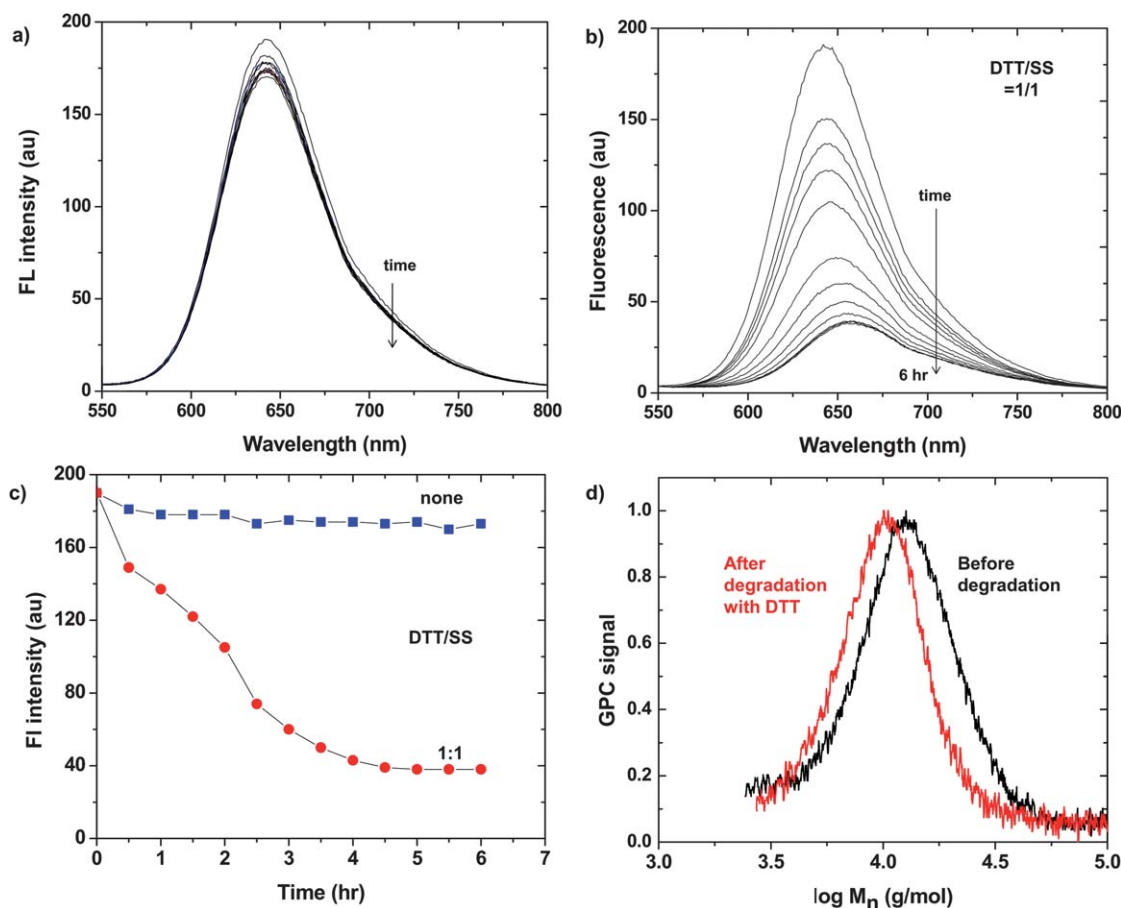 a)
200
150
100
50
0
FL intensity (au)
time
550 600 650 700 750 800
Wavelength (nm)
b)
200
150
100
50
0
Fluorescence (au)
DTT/SS
=1/1
time
6 hr
550 600 650 700 750 800
Wavelength (nm)
c)
200
160
120
80
40
0
FI intensity (au)
none
DTT/SS
1:1
0 1 2 3 4 5 6 7
Time (hr)
d)
1.0
0.8
0.6
0.4
0.2
0.0
GPC signal
After
degradation
with DTT
Before
degradation
3.0 3.5 4.0 4.5 5.0
log Mn (g/mol)